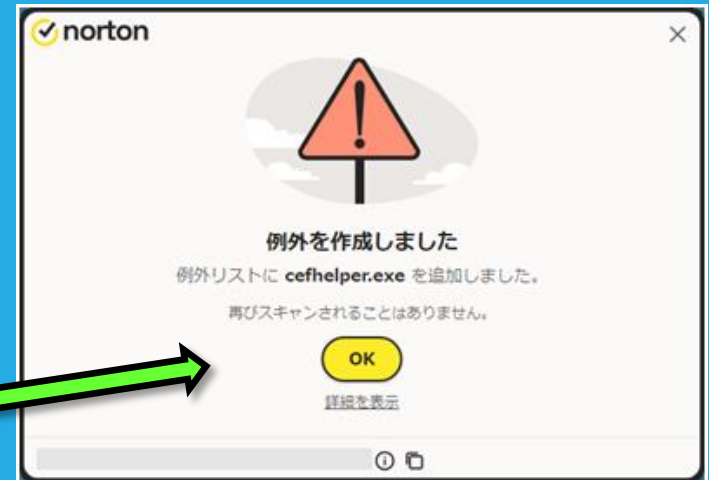 norton
例外を作成しました
例外リストに cefhelper.exe を追加しました。
再びスキャンされることはありません。
OK
詳細を表示